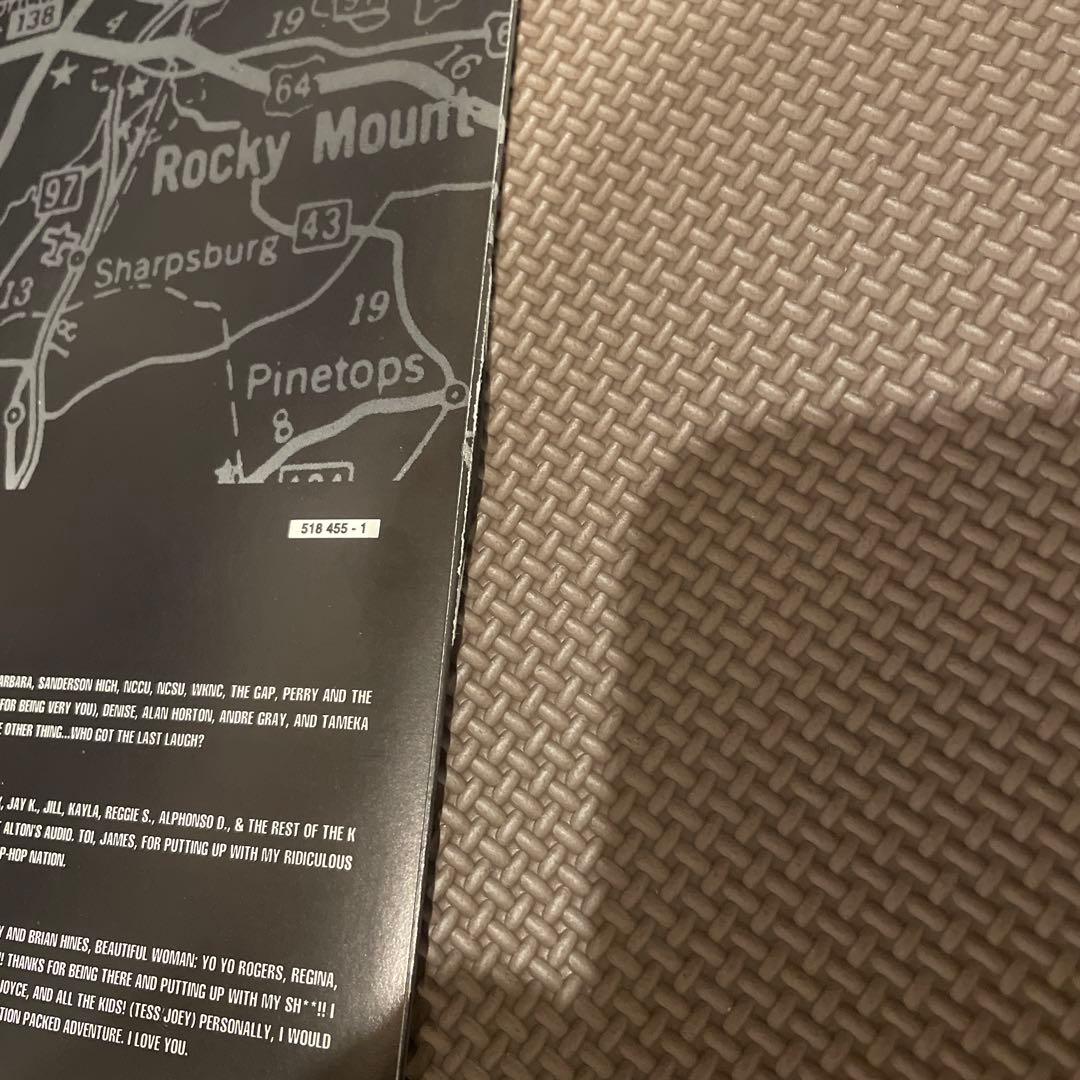 138
4
19
64
16
Rocky Mount
97
43
Sharpsburg
13
19
Pinetops
8
518 455 - 1
SANDERSON HIGH, NCCU, NCSU, WKNC, THE GAP, PERRY AND THE
FOR BEING VERY YOU), DENISE, ALAN HORTON, ANDRE GRAY, AND TAMEKA
OTHER THING...WHO GOT THE LAST LAUGH?
, JAY K., JILL, KAYLA, REGGIE S., ALPHONSO D., & THE REST OF THE K
ALTON'S AUDIO. TOI, JAMES, FOR PUTTING UP WITH MY RIDICULOUS
P-HOP NATION.
AND BRIAN HINES, BEAUTIFUL WOMAN: YO YO ROGERS, REGINA,
! THANKS FOR BEING THERE AND PUTTING UP WITH MY SH**!! I
JOYCE, AND ALL THE KIDS! (TESS JOEY) PERSONALLY, I WOULD
TION PACKED ADVENTURE. I LOVE YOU.